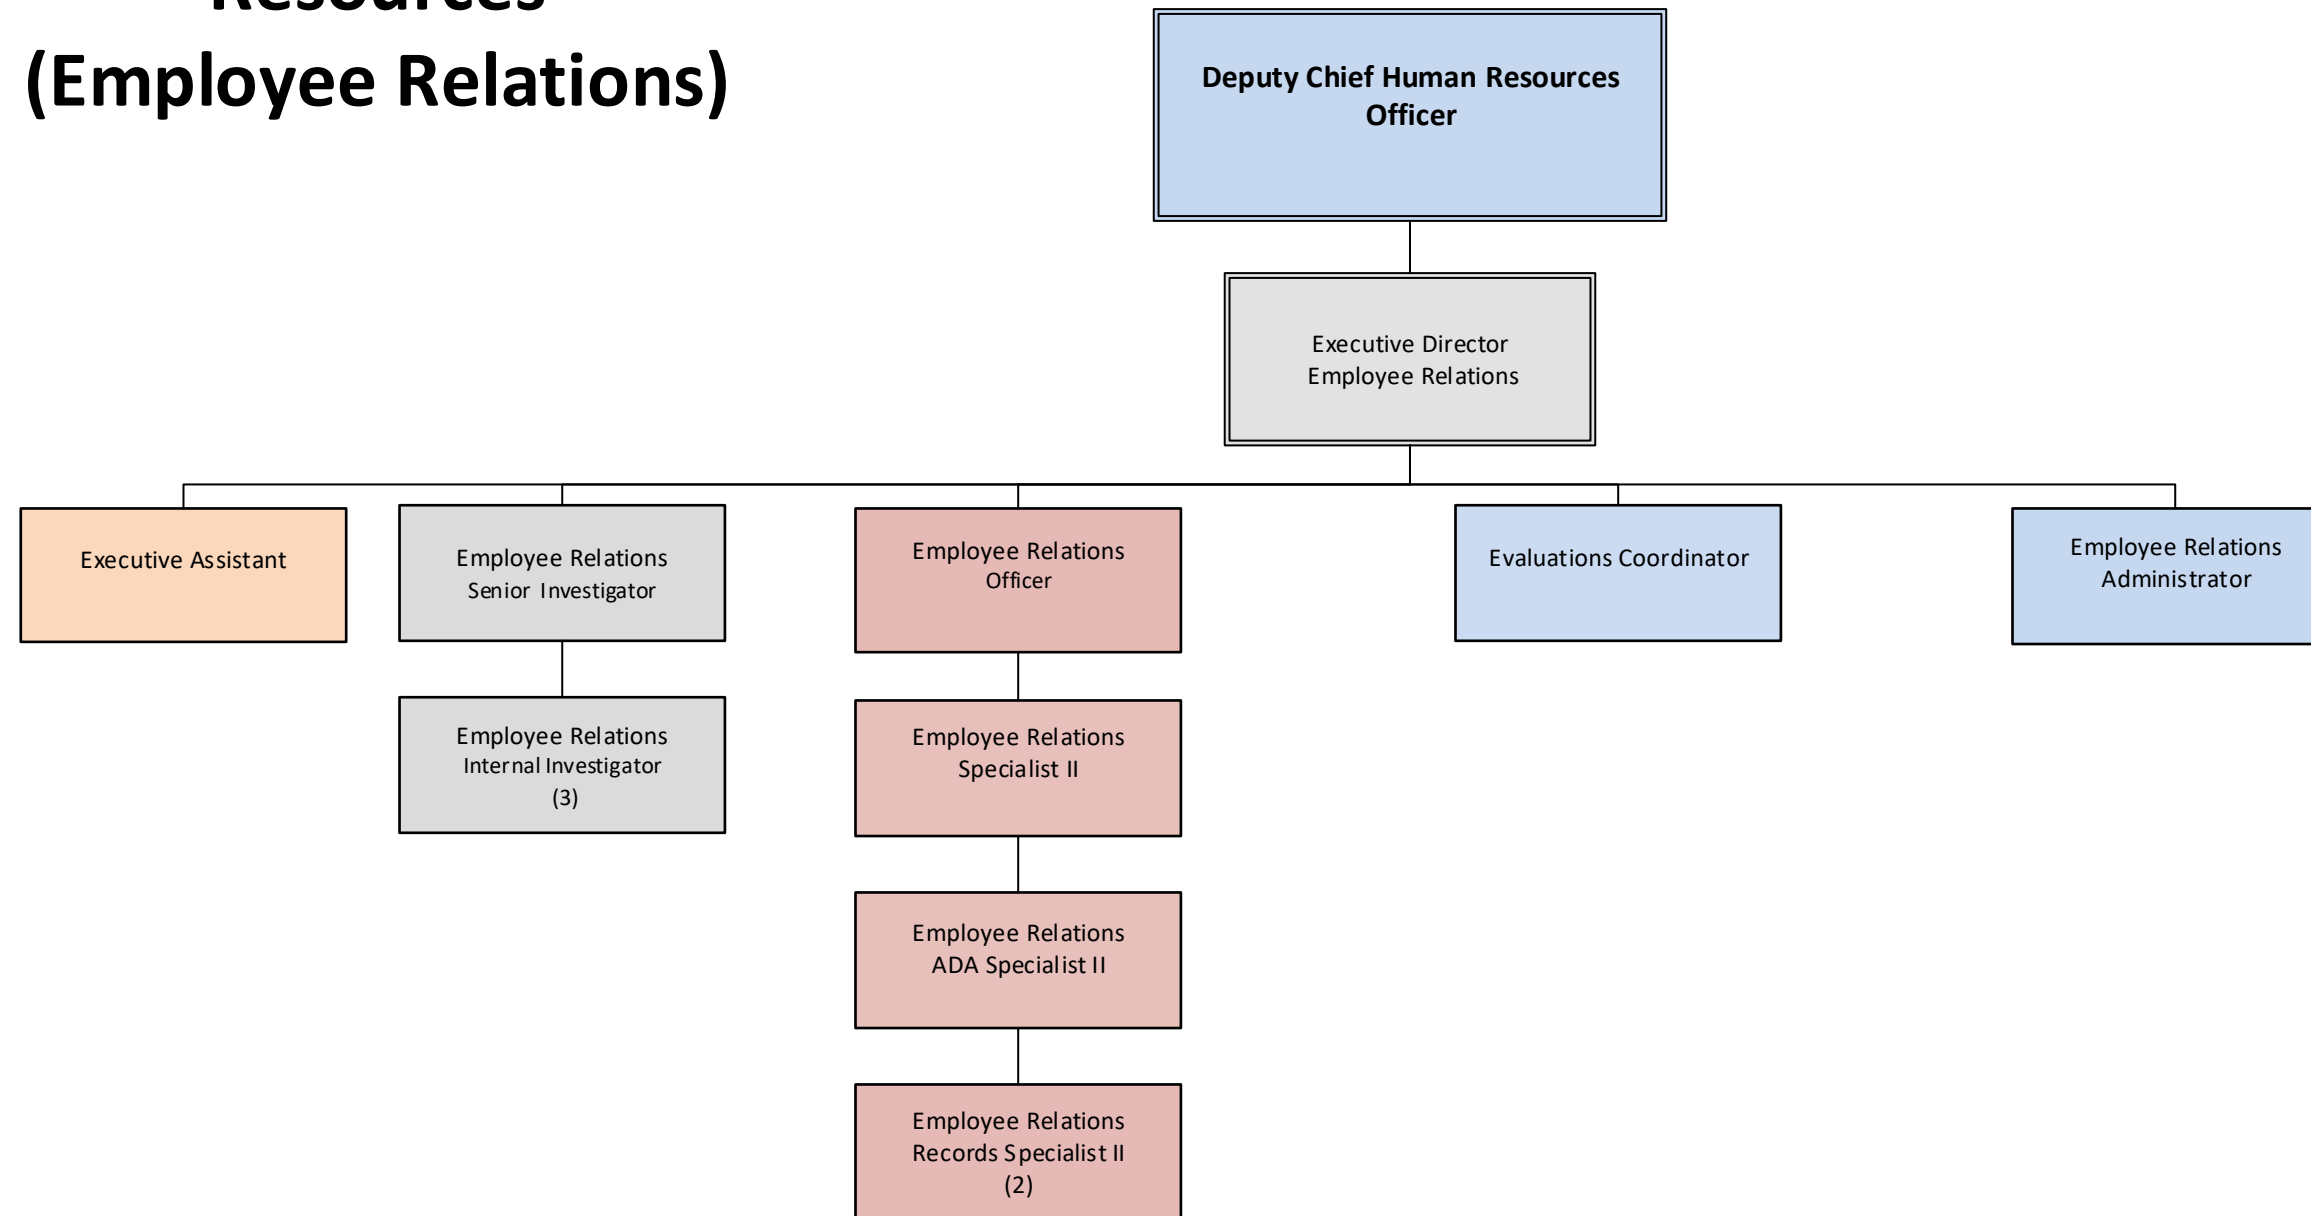 Resources
(Employee Relations)
Deputy Chief Human Resources
Officer
Executive Director
Employee Relations
Executive Assistant
Employee Relations
Senior Investigator
Employee Relations
Officer
Evaluations Coordinator
Employee Relations
Administrator
Employee Relations
Internal Investigator
(3)
Employee Relations
Specialist II
Employee Relations
ADA Specialist II
Employee Relations
Records Specialist II
(2)